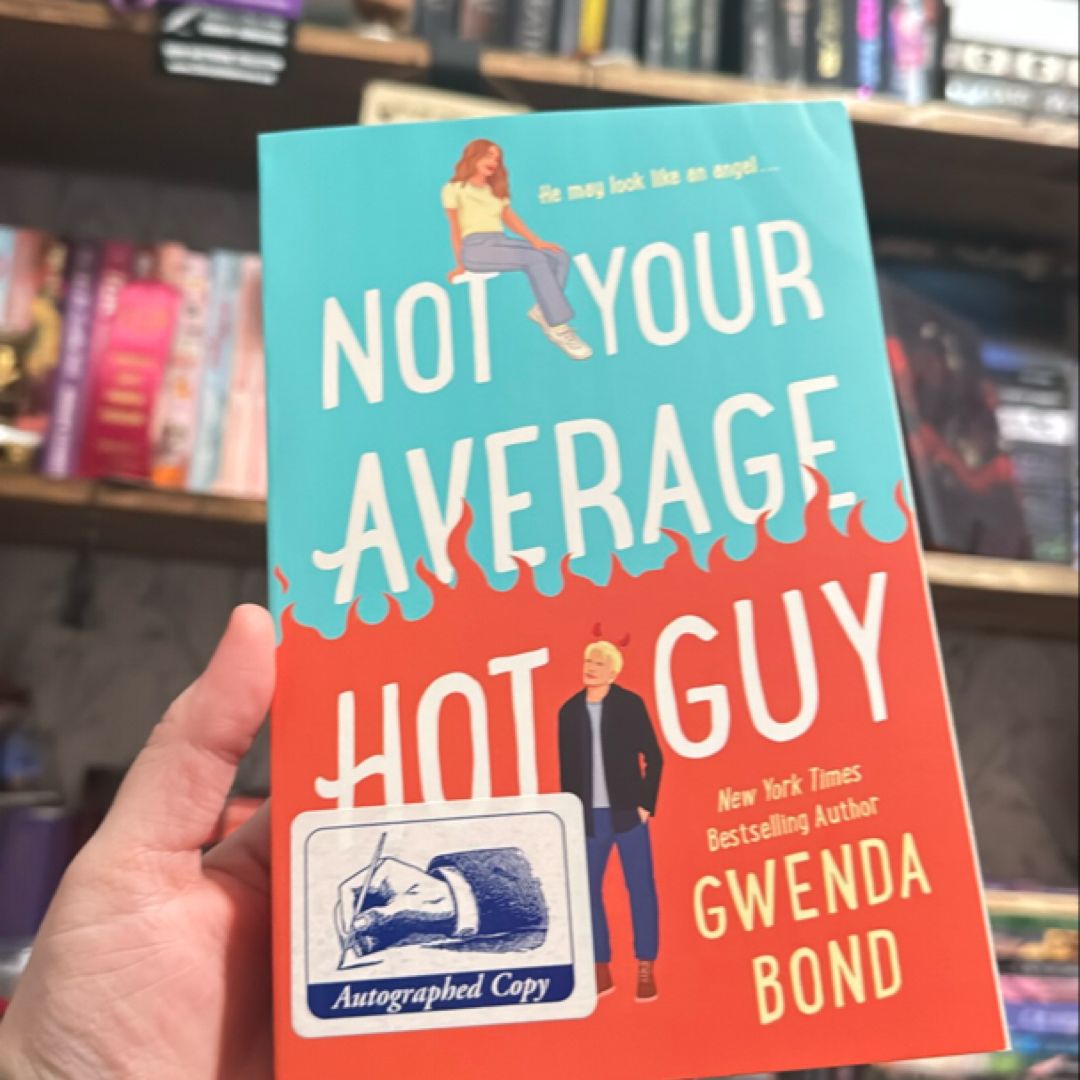 He may look like an angel...
NOT YOUR
AVERAGE
HOT GUY
New York Times
Bestselling Author
GWENDA
BOND
Autographed Copy